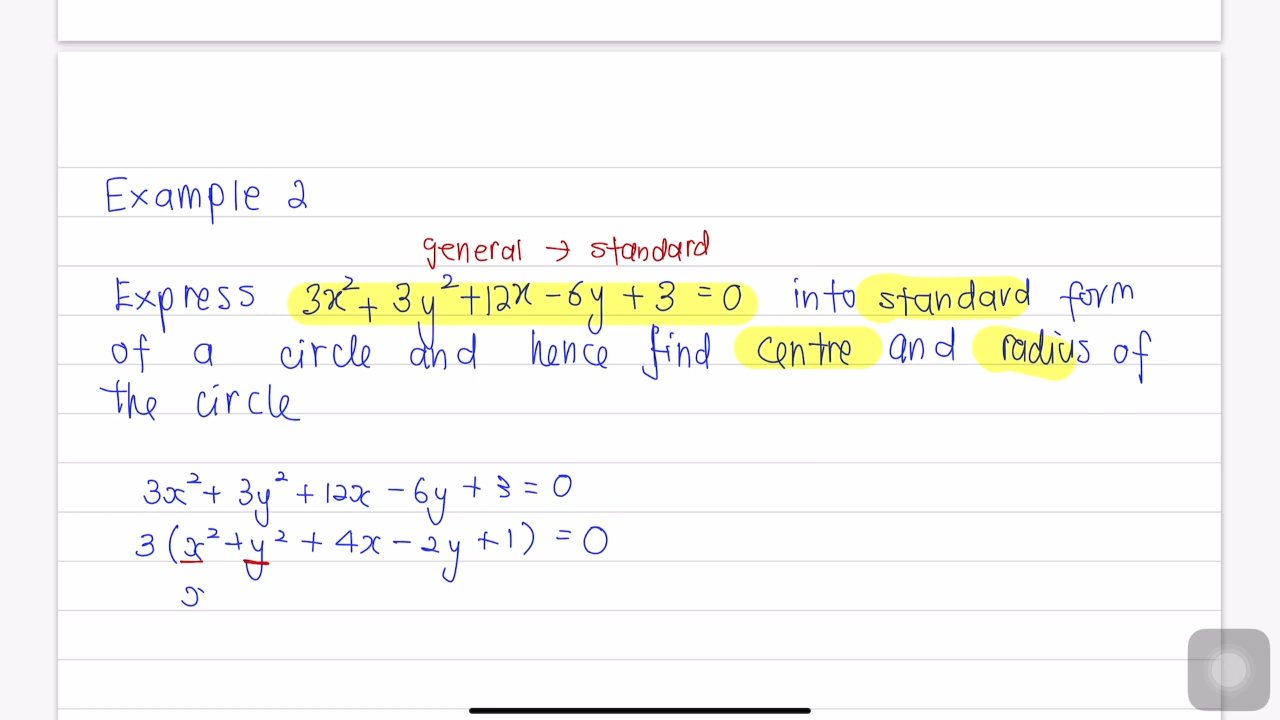 Example 2
general → standard
Express 3x² + 3y² + 12x - 6y + 3 = 0 into standard form
of a circle and hence find centre and radius of
the circle
3x² + 3y² + 12x - 6y + 3 = 0
3 (x² + y² + 4x - 2y + 1) = 0